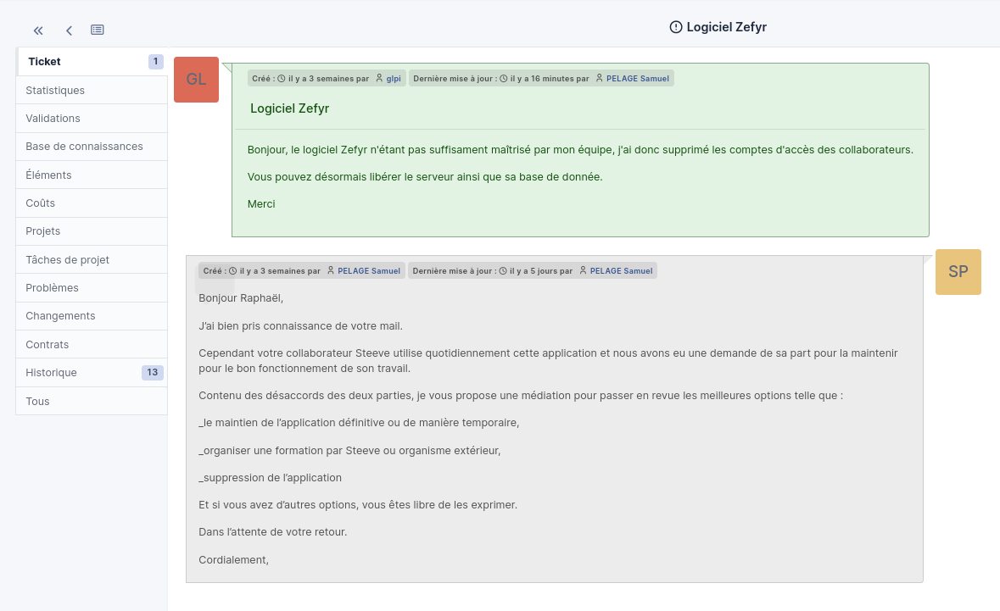 Logiciel Zefyr
Ticket 1
Statistiques
Validations
Base de connaissances
Éléments
Coûts
Projets
Tâches de projet
Problèmes
Changements
Contrats
Historique 13
Tous
GL
Créé : il y a 3 semaines par glpi Dernière mise à jour : il y a 16 minutes par PELAGE Samuel
Logiciel Zefyr
Bonjour, le logiciel Zefyr n'étant pas suffisament maîtrisé par mon équipe, j'ai donc supprimé les comptes d'accès des collaborateurs.
Vous pouvez désormais libérer le serveur ainsi que sa base de donnée.
Merci
SP
Créé : il y a 3 semaines par PELAGE Samuel Dernière mise à jour : il y a 5 jours par PELAGE Samuel
Bonjour Raphaël,
J’ai bien pris connaissance de votre mail.
Cependant votre collaborateur Steeve utilise quotidiennement cette application et nous avons eu une demande de sa part pour la maintenir
pour le bon fonctionnement de son travail.
Contenu des désaccords des deux parties, je vous propose une médiation pour passer en revue les meilleures options telle que :
_le maintien de l’application définitive ou de manière temporaire,
_organiser une formation par Steeve ou organisme extérieur,
_suppression de l’application
Et si vous avez d’autres options, vous êtes libre de les exprimer.
Dans l’attente de votre retour.
Cordialement,